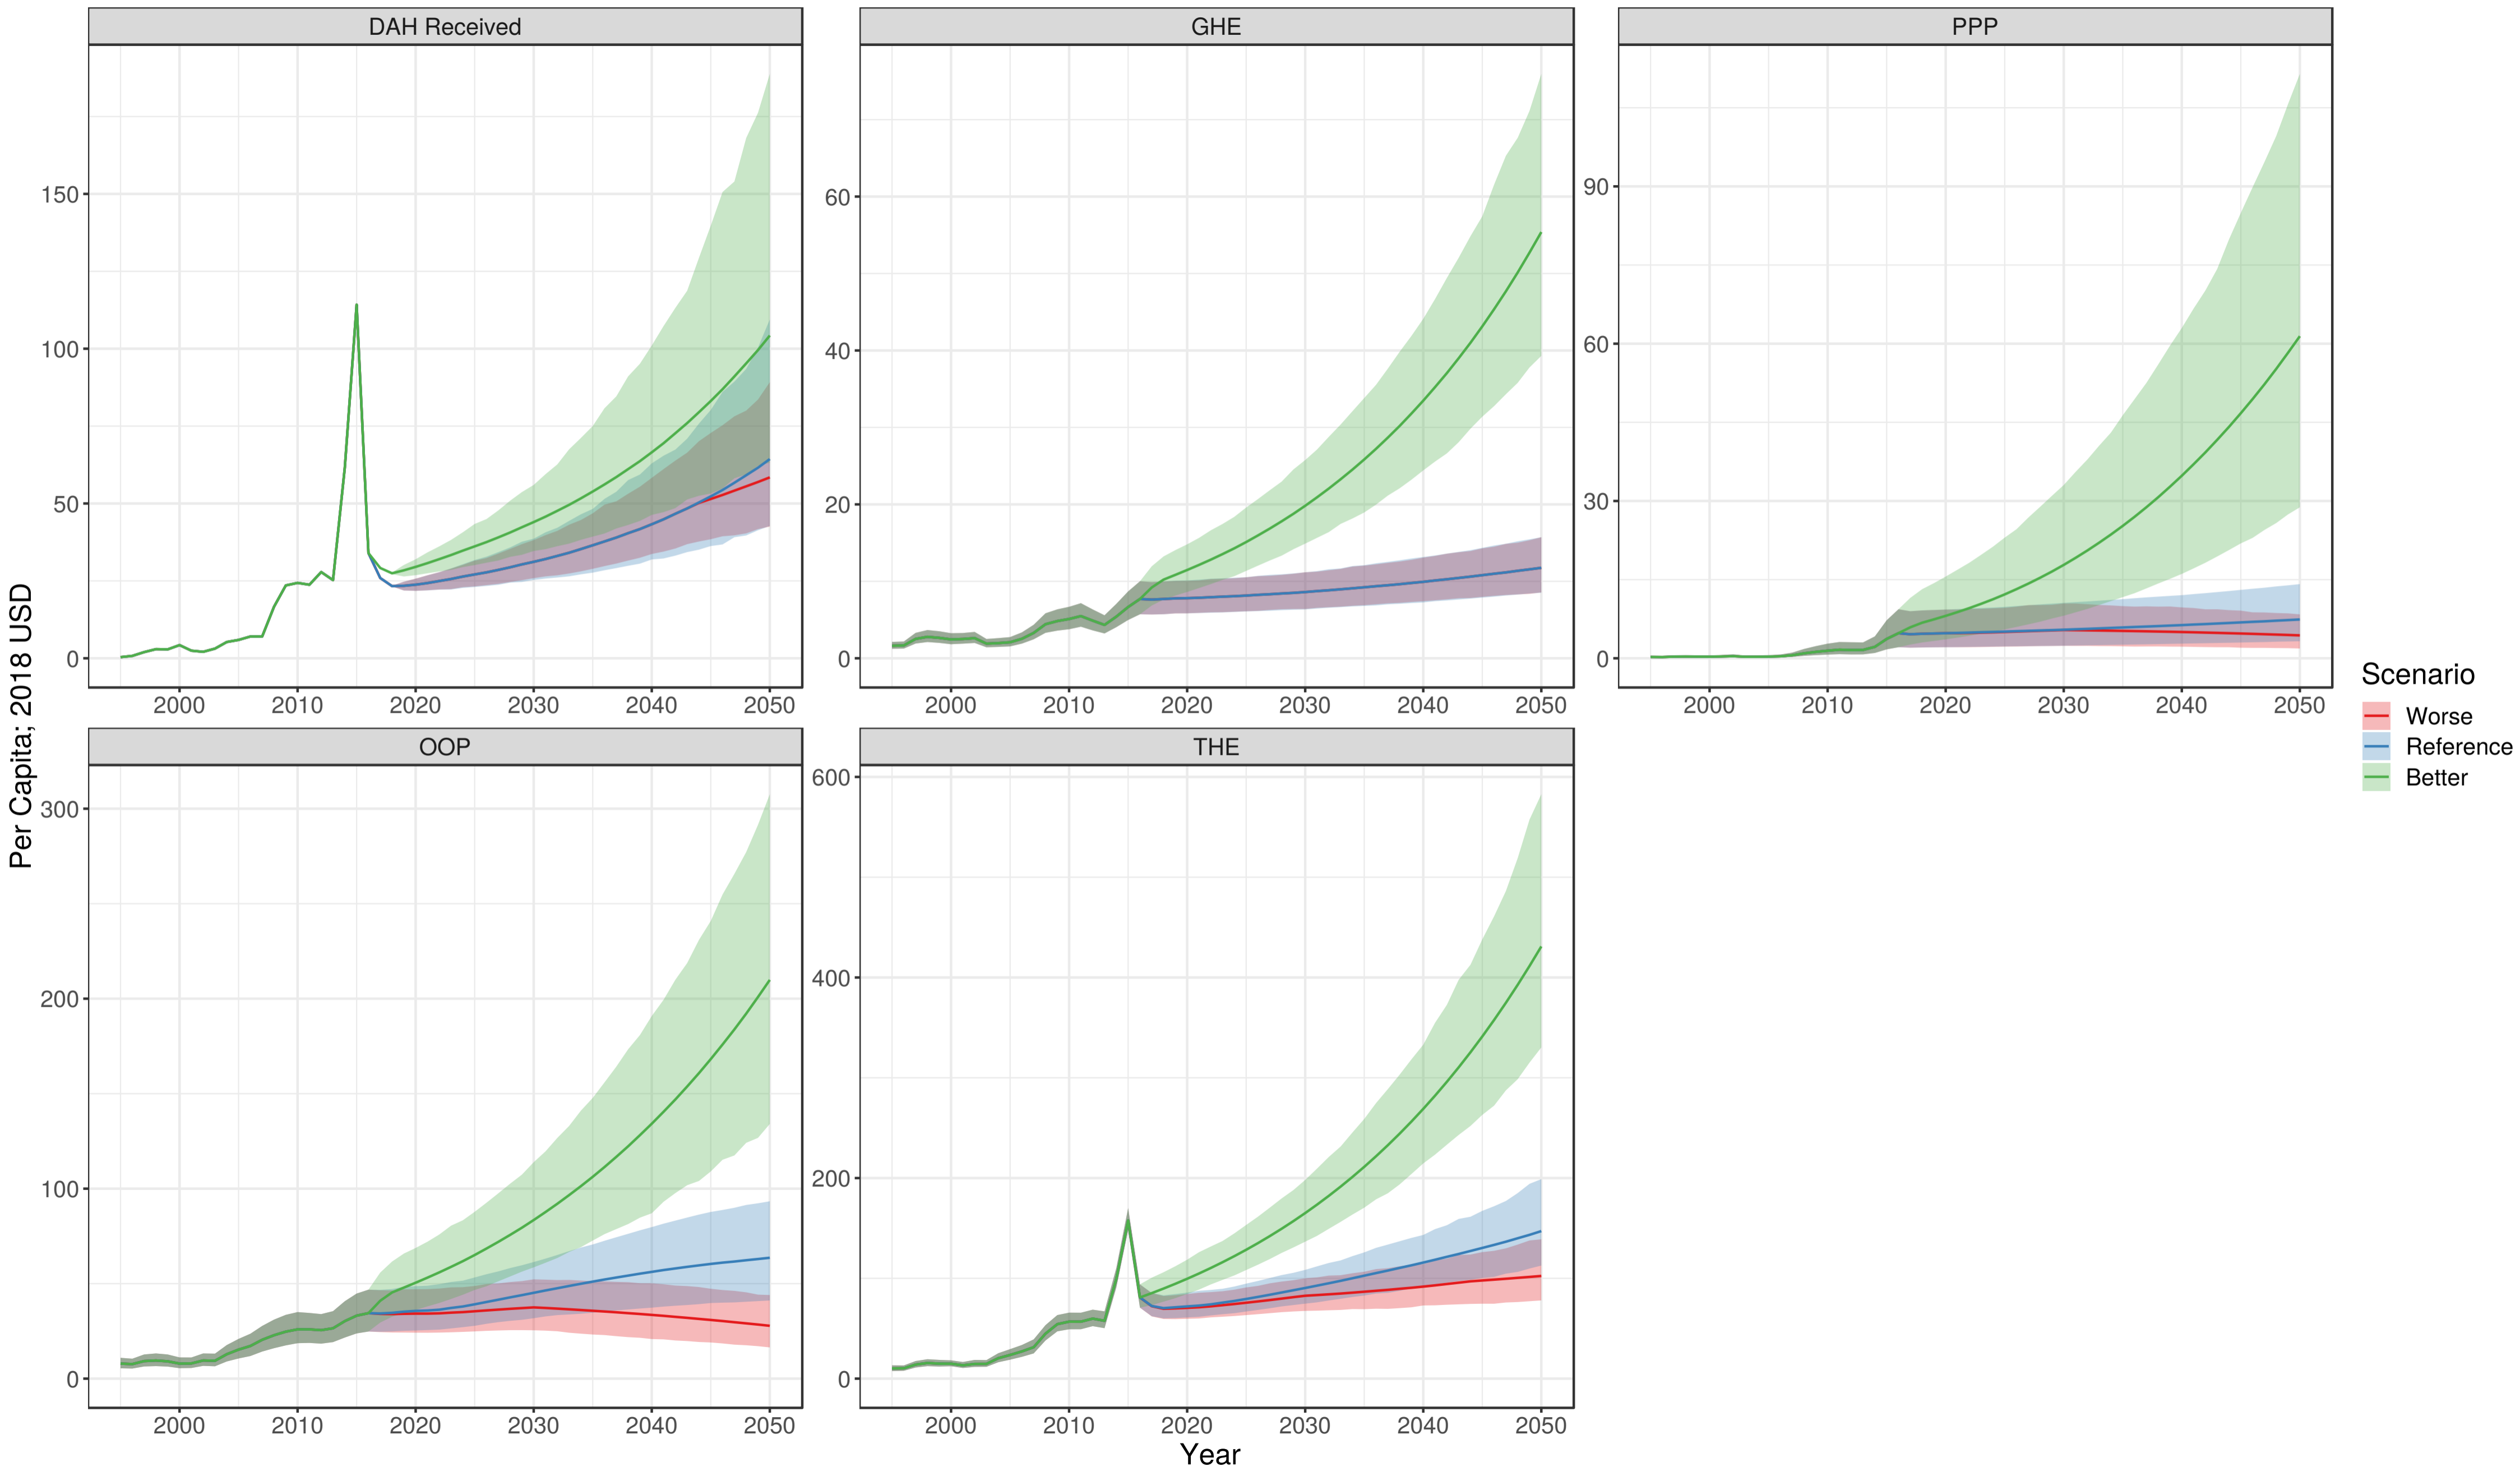 DAH Received
GHE
PPP
150
100
50
0
60
40
20
0
90
60
30
0
2000 2010 2020 2030 2040 2050
2000 2010 2020 2030 2040 2050
2000 2010 2020 2030 2040 2050
OOP
THE
300
200
100
0
600
400
200
0
2000 2010 2020 2030 2040 2050
2000 2010 2020 2030 2040 2050
Per Capita; 2018 USD
Year
Scenario
Worse
Reference
Better